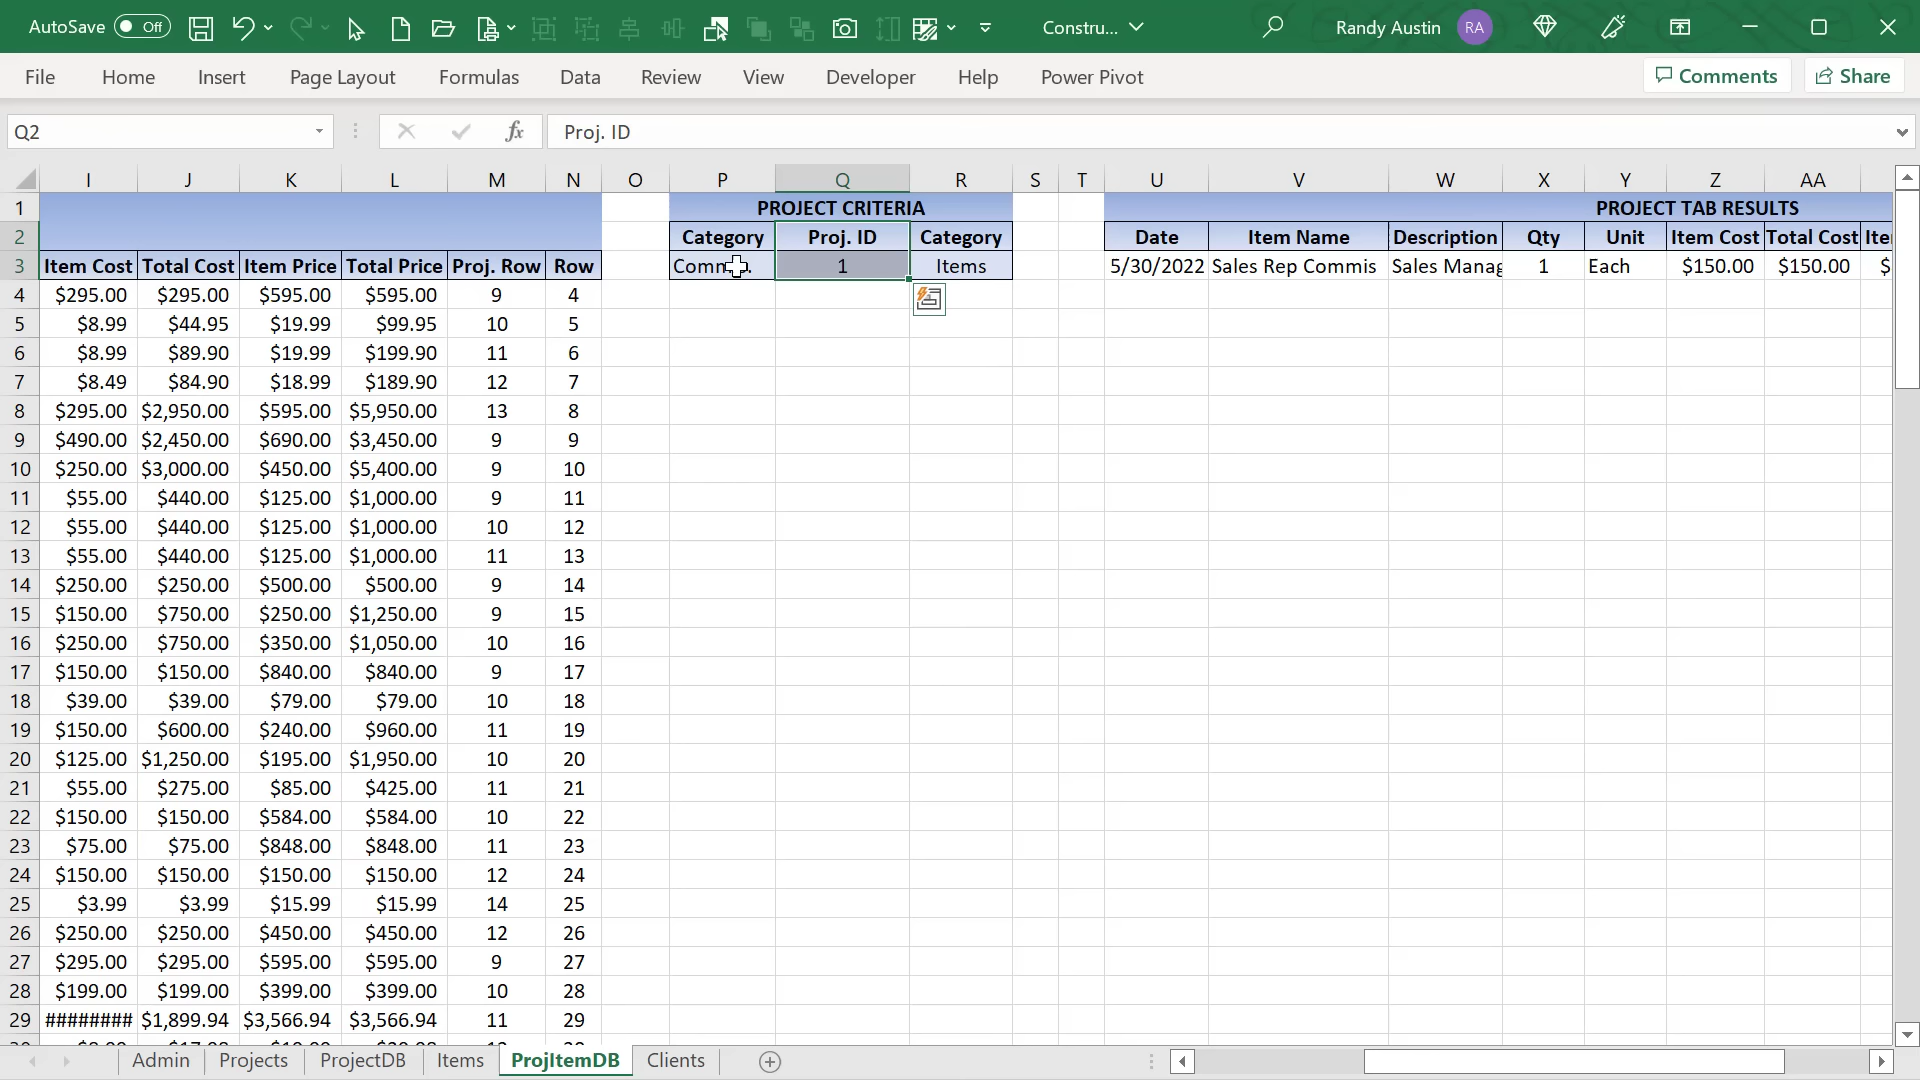 AutoSave Off Constru... Randy Austin RA
File Home Insert Page Layout Formulas Data Review View Developer Help Power Pivot Comments Share
Q2 fx Proj. ID
I J K L M N O P Q R S T U V W X Y Z AA
1 PROJECT CRITERIA PROJECT TAB RESULTS
2 Category Proj. ID Category Date Item Name Description Qty Unit Item Cost Total Cost
3 Item Cost Total Cost Item Price Total Price Proj. Row Row 1 Items 5/30/2022 Sales Rep Commis Sales Manag 1 Each $150.00 $150.00 $
4 $295.00 $295.00 $595.00 $595.00 9 4
5 $8.99 $44.95 $19.99 $99.95 10 5
6 $8.99 $89.90 $19.99 $199.90 11 6
7 $8.49 $84.90 $18.99 $189.90 12 7
8 $295.00 $2,950.00 $595.00 $5,950.00 13 8
9 $490.00 $2,450.00 $690.00 $3,450.00 9 9
10 $250.00 $3,000.00 $450.00 $5,400.00 9 10
11 $55.00 $440.00 $125.00 $1,000.00 9 11
12 $55.00 $440.00 $125.00 $1,000.00 10 12
13 $55.00 $440.00 $125.00 $1,000.00 11 13
14 $250.00 $250.00 $500.00 $500.00 9 14
15 $150.00 $750.00 $250.00 $1,250.00 9 15
16 $250.00 $750.00 $350.00 $1,050.00 10 16
17 $150.00 $150.00 $840.00 $840.00 9 17
18 $39.00 $39.00 $79.00 $79.00 10 18
19 $150.00 $600.00 $240.00 $960.00 11 19
20 $125.00 $1,250.00 $195.00 $1,950.00 10 20
21 $55.00 $275.00 $85.00 $425.00 11 21
22 $150.00 $150.00 $584.00 $584.00 10 22
23 $75.00 $75.00 $848.00 $848.00 11 23
24 $150.00 $150.00 $150.00 $150.00 12 24
25 $3.99 $3.99 $15.99 $15.99 14 25
26 $250.00 $250.00 $450.00 $450.00 12 26
27 $295.00 $295.00 $595.00 $595.00 9 27
28 $199.00 $199.00 $399.00 $399.00 10 28
29 ######## $1,899.94 $3,566.94 $3,566.94 11 29
Admin Projects ProjectDB Items ProjItemDB Clients